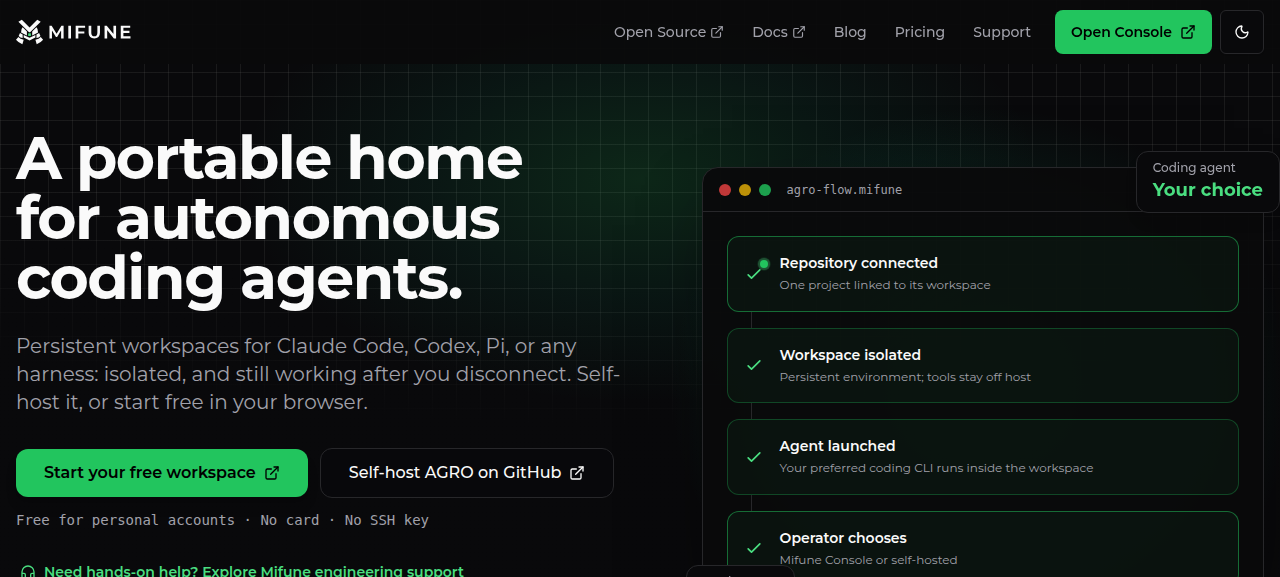 MIFUNE
Open Source
Docs
Blog
Pricing
Support
Open Console
A portable home
for autonomous
coding agents.
Persistent workspaces for Claude Code, Codex, Pi, or any
harness: isolated, and still working after you disconnect. Self-
host it, or start free in your browser.
Start your free workspace
Self-host AGRO on GitHub
Free for personal accounts · No card · No SSH key
Need hands-on help? Explore Mifune engineering support
agro-flow.mifune
Coding agent
Your choice
Repository connected
One project linked to its workspace
Workspace isolated
Persistent environment; tools stay off host
Agent launched
Your preferred coding CLI runs inside the workspace
Operator chooses
Mifune Console or self-hosted